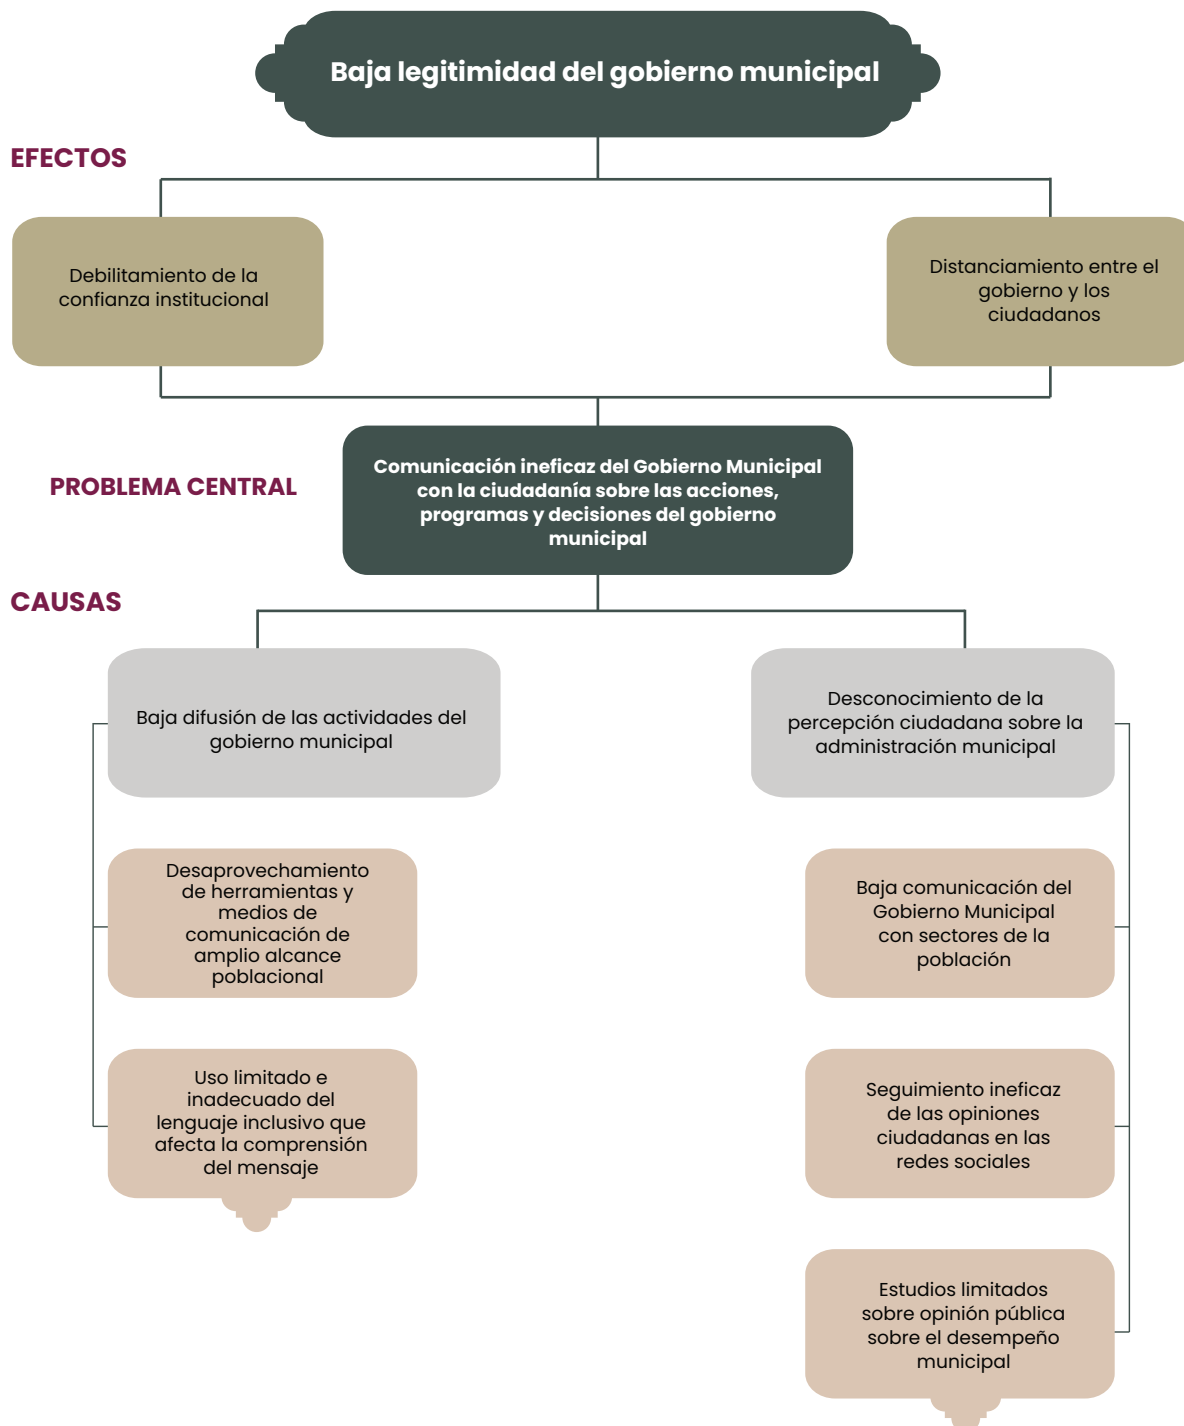 Baja legitimidad del gobierno municipal
EFECTOS
Debilitamiento de la
confianza institucional
Distanciamiento entre el
gobierno y los
ciudadanos
PROBLEMA CENTRAL
Comunicación ineficaz del Gobierno Municipal
con la ciudadanía sobre las acciones,
programas y decisiones del gobierno
municipal
CAUSAS
Baja difusión de las actividades del
gobierno municipal
Desconocimiento de la
percepción ciudadana sobre la
administración municipal
Desaprovechamiento
de herramientas y
medios de
comunicación de
amplio alcance
poblacional
Baja comunicación del
Gobierno Municipal
con sectores de la
población
Uso limitado e
inadecuado del
lenguaje inclusivo que
afecta la comprensión
del mensaje
Seguimiento ineficaz
de las opiniones
ciudadanas en las
redes sociales
Estudios limitados
sobre opinión pública
sobre el desempeño
municipal